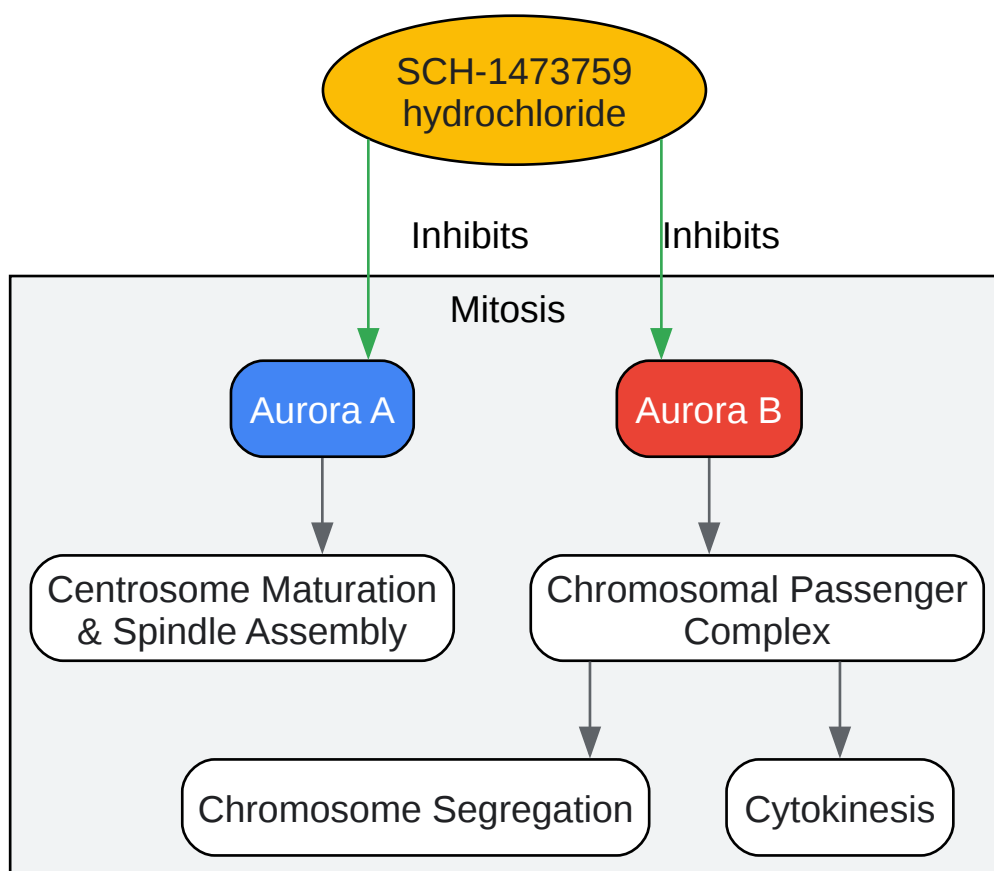 SCH-1473759
hydrochloride
Inhibits
Inhibits
Mitosis
Aurora A
Aurora B
Centrosome Maturation
& Spindle Assembly
Chromosomal Passenger
Complex
Chromosome Segregation
Cytokinesis